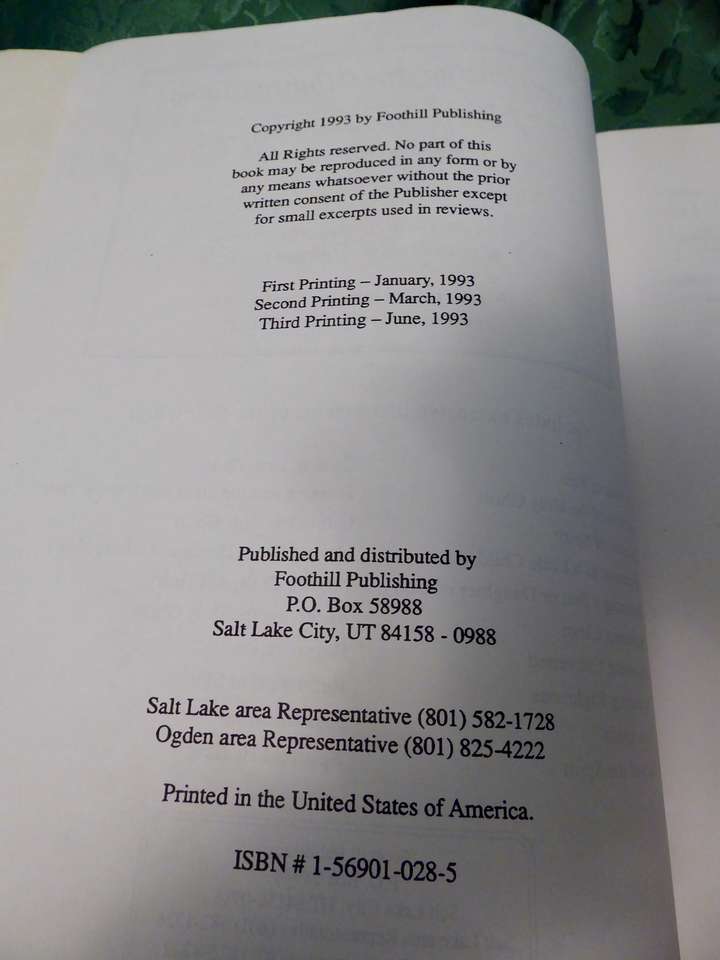 Copyright 1993 by Foothill Publishing
All Rights reserved. No part of this
book may be reproduced in any form or by
any means whatsoever without the prior
written consent of the Publisher except
for small excerpts used in reviews.
First Printing – January, 1993
Second Printing – March, 1993
Third Printing – June, 1993
Published and distributed by
Foothill Publishing
P.O. Box 58988
Salt Lake City, UT 84158 - 0988
Salt Lake area Representative (801) 582-1728
Ogden area Representative (801) 825-4222
Printed in the United States of America.
ISBN # 1-56901-028-5